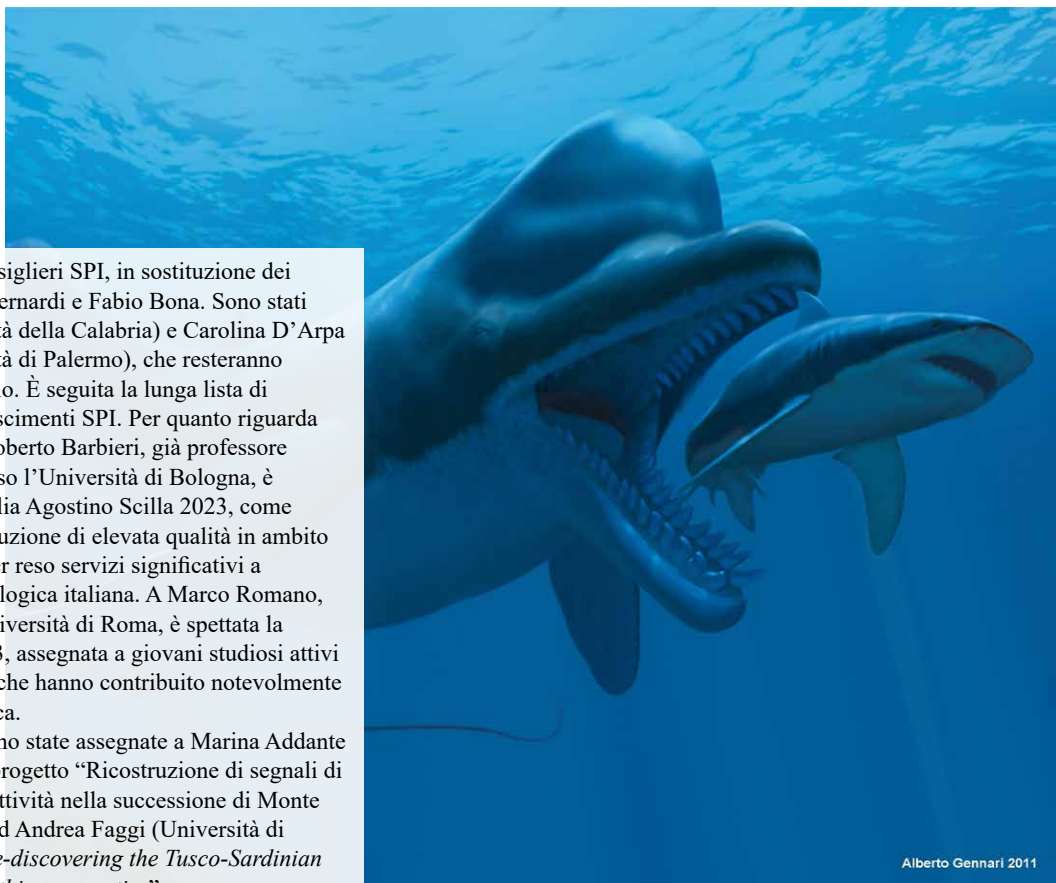 siglieri SPI, in sostituzione dei
ernardi e Fabio Bona. Sono stati
tà della Calabria) e Carolina D’Arpa
tà di Palermo), che resteranno
o. È seguita la lunga lista di
scimenti SPI. Per quanto riguarda
oberto Barbieri, già professore
so l’Università di Bologna, è
lia Agostino Scilla 2023, come
uzione di elevata qualità in ambito
r reso servizi significativi a
logica italiana. A Marco Romano,
iversità di Roma, è spettata la
3, assegnata a giovani studiosi attivi
che hanno contribuito notevolmente
ca.
no state assegnate a Marina Addante
progetto “Ricostruzione di segnali di
ttività nella successione di Monte
d Andrea Faggi (Università di
e-discovering the Tusco-Sardinian
Alberto Gennari 2011